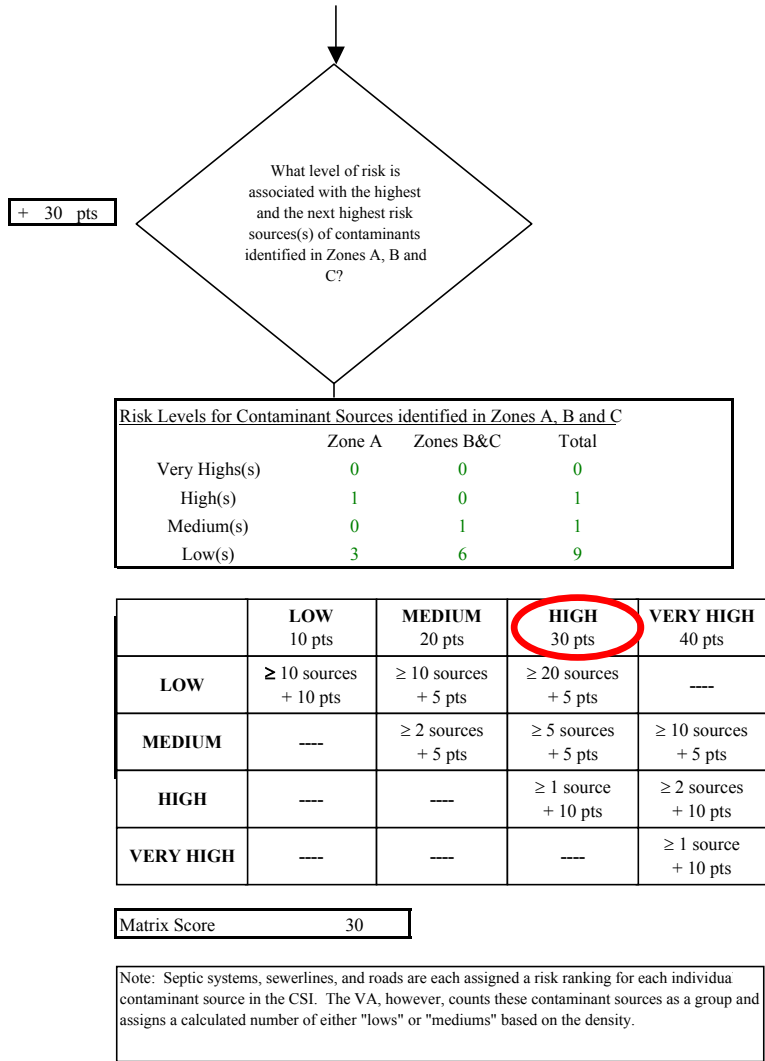 What level of risk is
associated with the highest
and the next highest risk
sources(s) of contaminants
identified in Zones A, B and
C?
+ 30 pts
Risk Levels for Contaminant Sources identified in Zones A, B and C
Zone A Zones B&C Total
Very Highs(s) 0 0 0
High(s) 1 0 1
Medium(s) 0 1 1
Low(s) 3 6 9
LOW MEDIUM HIGH VERY HIGH
10 pts 20 pts 30 pts 40 pts
LOW ≥ 10 sources + 10 pts ≥ 10 sources + 5 pts ≥ 20 sources + 5 pts ----
MEDIUM ---- ≥ 2 sources + 5 pts ≥ 5 sources + 5 pts ≥ 10 sources + 5 pts
HIGH ---- ---- ≥ 1 source + 10 pts ≥ 2 sources + 10 pts
VERY HIGH ---- ---- ---- ≥ 1 source + 10 pts
Matrix Score 30
Note: Septic systems, sewerlines, and roads are each assigned a risk ranking for each individua
contaminant source in the CSI. The VA, however, counts these contaminant sources as a group and
assigns a calculated number of either "lows" or "mediums" based on the density.